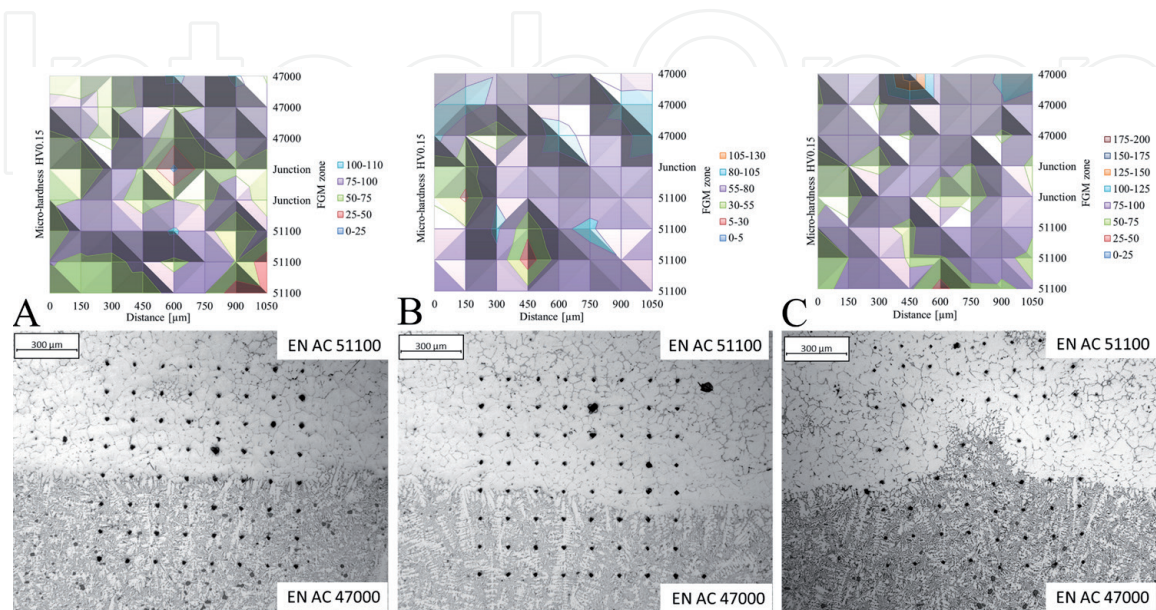 IntechOpen
Micro-hardness HV0.15
47000
47000
47000
Junction
Junction
51100
51100
51100
FGM zone
100-110
75-100
50-75
25-50
0-25
0 150 300 450 600 750 900 1050
Distance [µm]
A
Micro-hardness HV0.15
47000
47000
47000
Junction
51100
51100
51100
51100
FGM zone
105-130
80-105
55-80
30-55
5-30
0-5
0 150 300 450 600 750 900 1050
Distance [µm]
B
Micro-hardness HV0.15
47000
47000
47000
Junction
Junction
51100
51100
51100
FGM zone
175-200
150-175
125-150
100-125
75-100
50-75
25-50
0-25
0 150 300 450 600 750 900 1050
Distance [µm]
C
300 µm
EN AC 51100
EN AC 47000
300 µm
EN AC 51100
EN AC 47000
300 µm
EN AC 51100
EN AC 47000